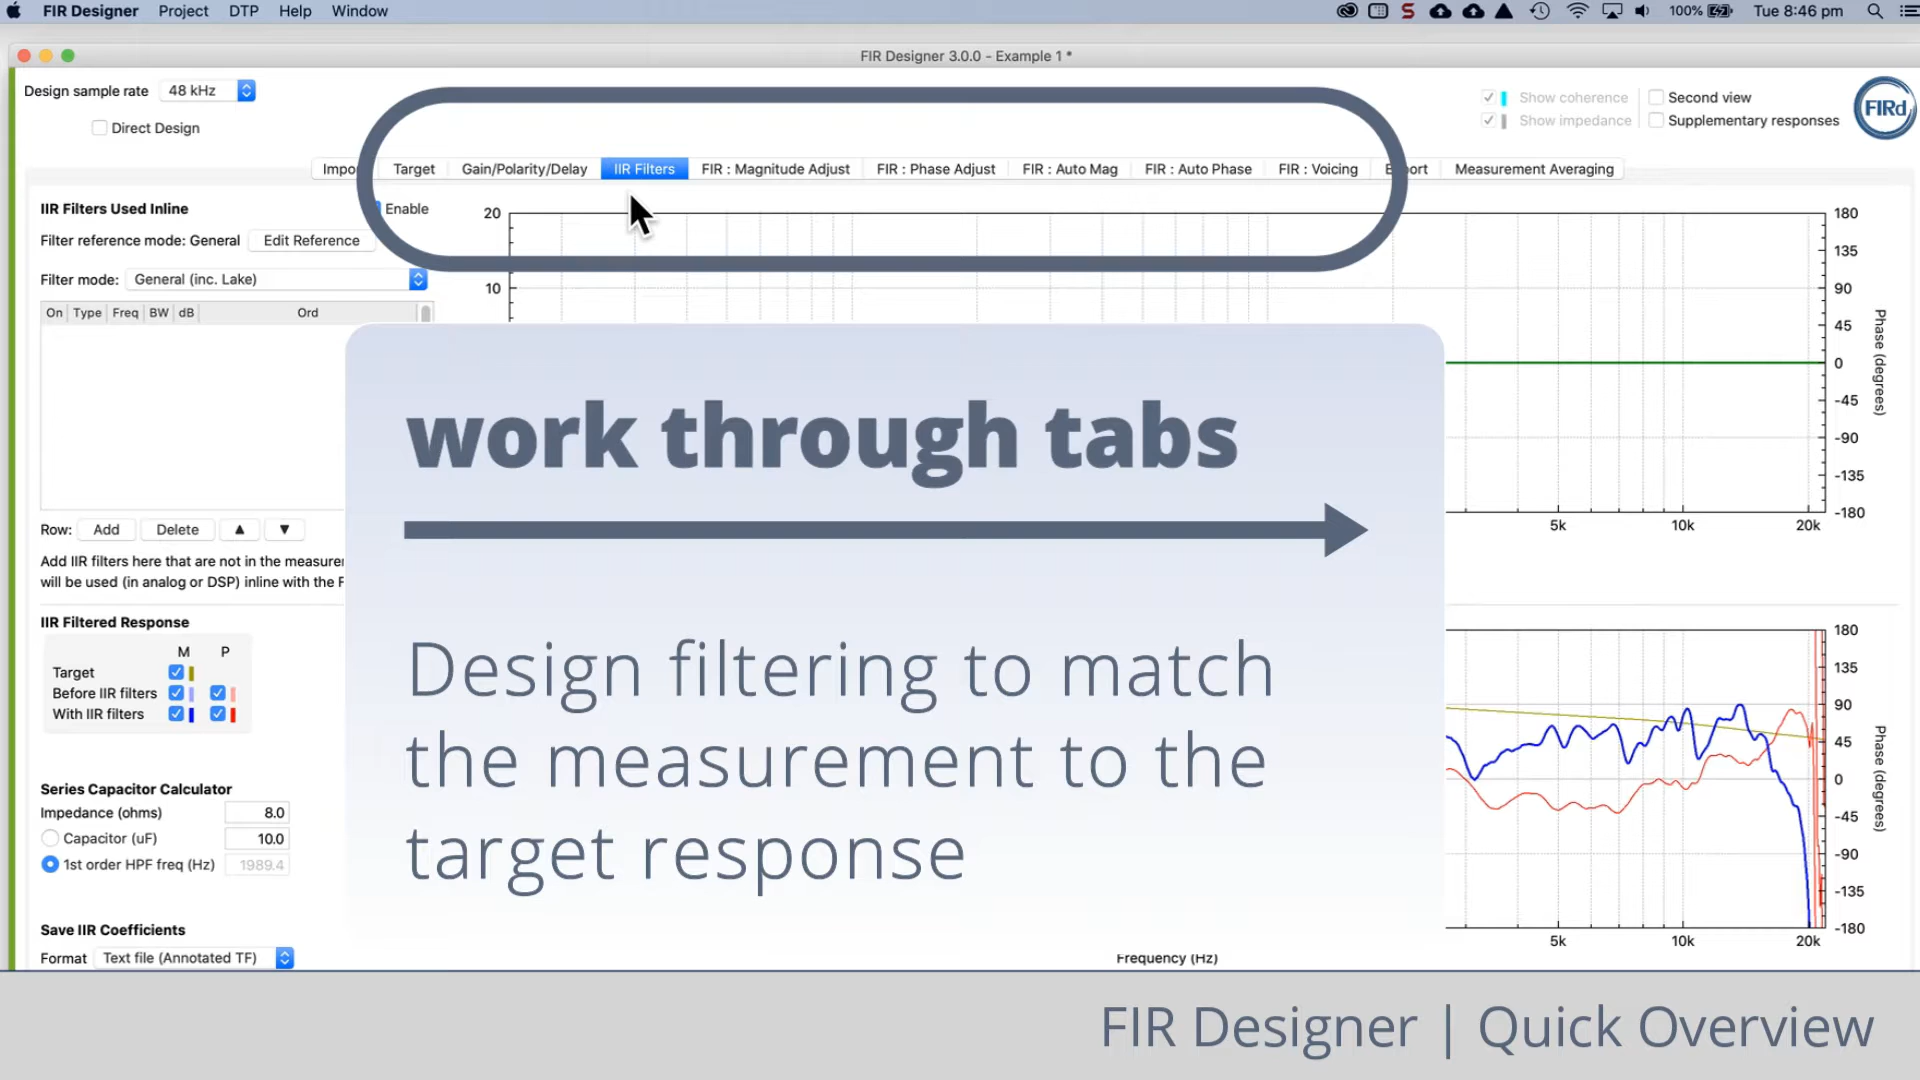 FIR Designer Project DTP Help Window 100% Tue 8:46 pm
FIR Designer 3.0.0 - Example 1 *
Design sample rate 48 kHz
Direct Design
Show coherence Second view
Show impedance Supplementary responses
FIRd
Impo Target Gain/Polarity/Delay IIR Filters FIR : Magnitude Adjust FIR : Phase Adjust FIR : Auto Mag FIR : Auto Phase FIR : Voicing port Measurement Averaging
IIR Filters Used Inline Enable
Filter reference mode: General Edit Reference
Filter mode: General (inc. Lake)
On Type Freq BW dB Ord
20
10
180
135
90
45
0
-45
-90
-135
-180
Phase (degrees)
5k 10k 20k
work through tabs
Design filtering to match
the measurement to the
target response
Row: Add Delete ▲ ▼
Add IIR filters here that are not in the measurer
will be used (in analog or DSP) inline with the F
IIR Filtered Response
M P
Target
Before IIR filters
With IIR filters
Series Capacitor Calculator
Impedance (ohms) 8.0
Capacitor (uF) 10.0
1st order HPF freq (Hz) 1989.4
Save IIR Coefficients
Format Text file (Annotated TF)
180
135
90
45
0
-45
-90
-135
-180
Phase (degrees)
5k 10k 20k
Frequency (Hz)
FIR Designer | Quick Overview